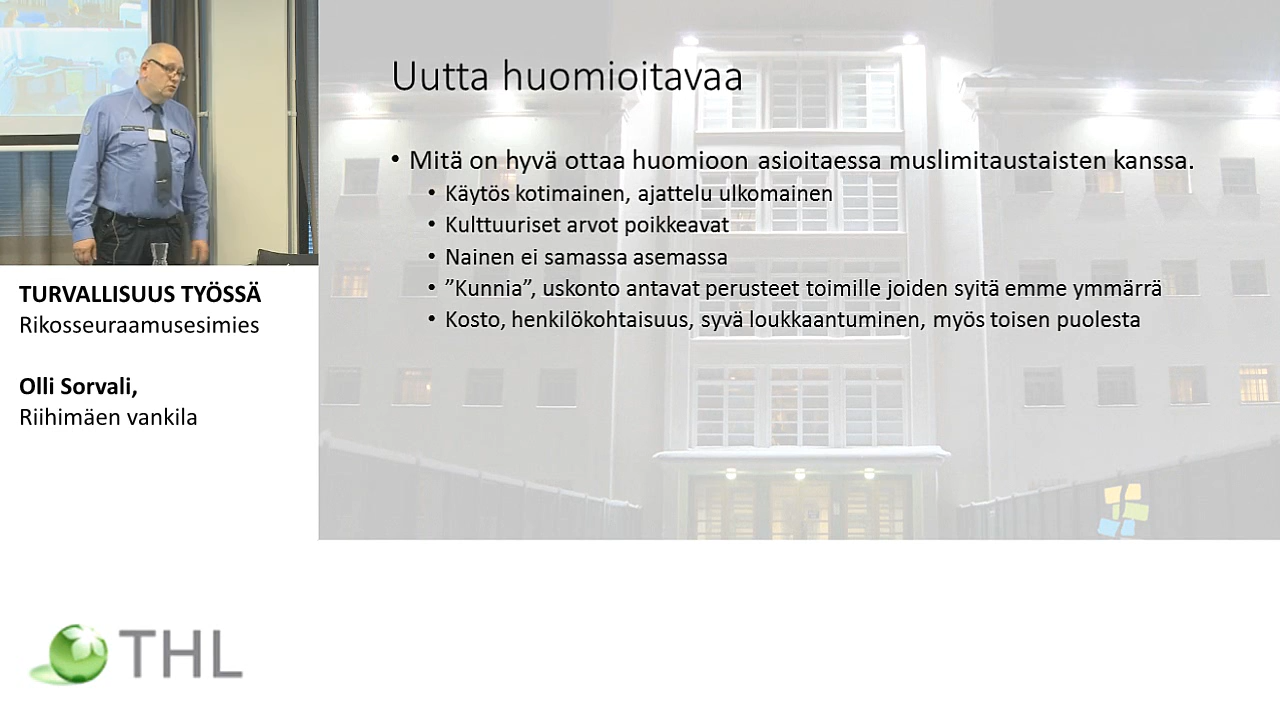 Uutta huomioitavaa
• Mitä on hyvä ottaa huomioon asioitaessa muslimitaustaisten kanssa.
• Käytös kotimainen, ajattelu ulkomainen
• Kulttuuriset arvot poikkeavat
• Nainen ei samassa asemassa
• ”Kunnia”, uskonto antavat perusteet toimille joiden syitä emme ymmärrä
• Kosto, henkilökohtaisuus, syvä loukkaantuminen, myös toisen puolesta
TURVALLISUUS TYÖSSÄ
Rikosseuraamusesimies
Olli Sorvali,
Riihimäen vankila
THL